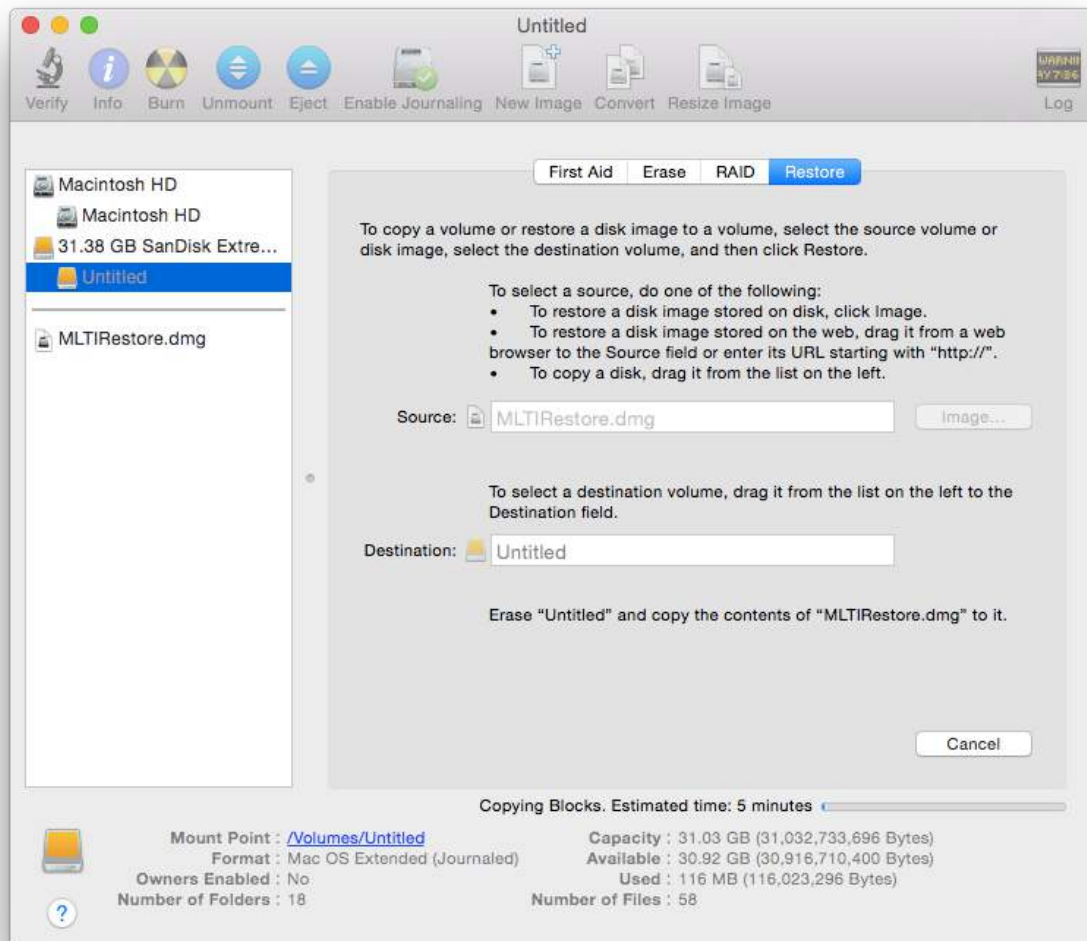 Untitled
Verify Info Burn Unmount Eject Enable Journaling New Image Convert Resize Image Log
WARNI
AY 7:86
First Aid Erase RAID Restore
Macintosh HD
Macintosh HD
31.38 GB SanDisk Extre...
Untitled
MLTIRestore.dmg
To copy a volume or restore a disk image to a volume, select the source volume or
disk image, select the destination volume, and then click Restore.
To select a source, do one of the following:
• To restore a disk image stored on disk, click Image.
• To restore a disk image stored on the web, drag it from a web
browser to the Source field or enter its URL starting with “http://”.
• To copy a disk, drag it from the list on the left.
Source: MLTIRestore.dmg Image...
To select a destination volume, drag it from the list on the left to the
Destination field.
Destination: Untitled
Erase “Untitled” and copy the contents of “MLTIRestore.dmg” to it.
Cancel
Copying Blocks. Estimated time: 5 minutes
Mount Point : /Volumes/Untitled
Format : Mac OS Extended (Journaled)
Owners Enabled : No
Number of Folders : 18
Capacity : 31.03 GB (31,032,733,696 Bytes)
Available : 30.92 GB (30,916,710,400 Bytes)
Used : 116 MB (116,023,296 Bytes)
Number of Files : 58
?